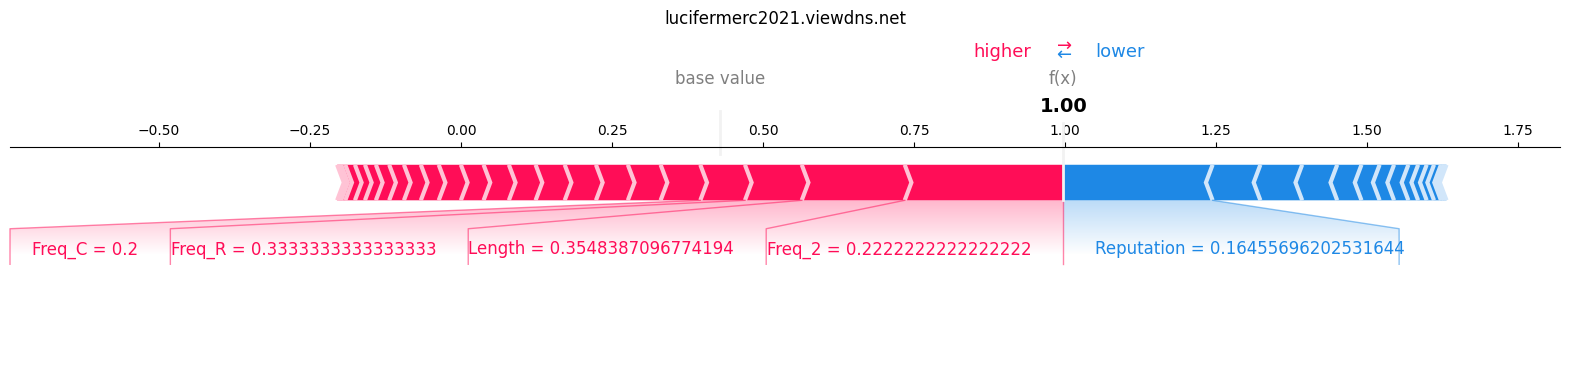 lucifermerc2021.viewdns.net
higher ⇄ lower
base value f(x)
1.00
−0.50 −0.25 0.00 0.25 0.50 0.75 1.00 1.25 1.50 1.75
Freq_C = 0.2 Freq_R = 0.3333333333333333 Length = 0.3548387096774194 Freq_2 = 0.2222222222222222 Reputation = 0.16455696202531644